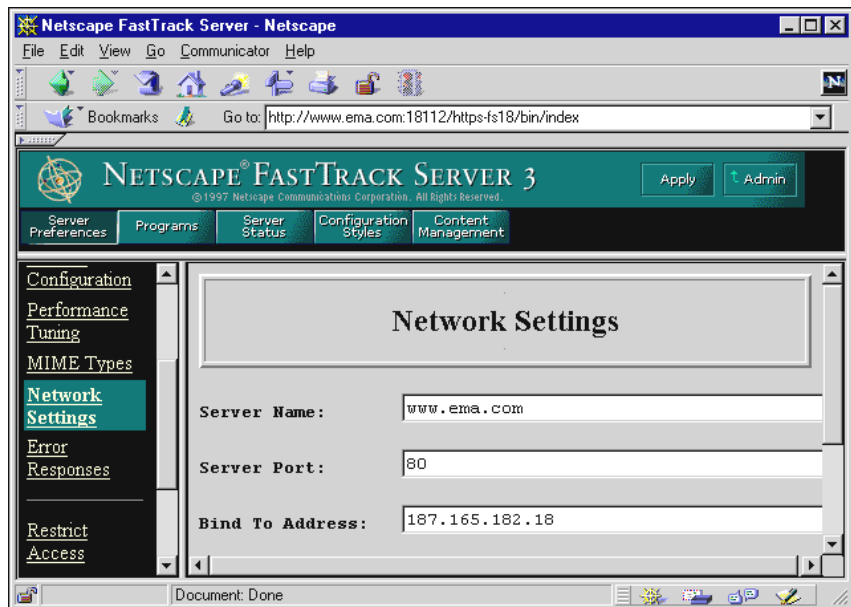 Netscape FastTrack Server - Netscape
File Edit View Go Communicator Help
N
Bookmarks Go to: http://www.ema.com:18112/https-fs18/bin/index
NETSCAPE® FASTTRACK SERVER 3
©1997 Netscape Communications Corporation. All Rights Reserved.
Apply
Admin
Server Preferences
Programs
Server Status
Configuration Styles
Content Management
Configuration
Performance
Tuning
MIME Types
Network
Settings
Error
Responses
Restrict
Access
Network Settings
Server Name: www.ema.com
Server Port: 80
Bind To Address: 187.165.182.18
Document: Done